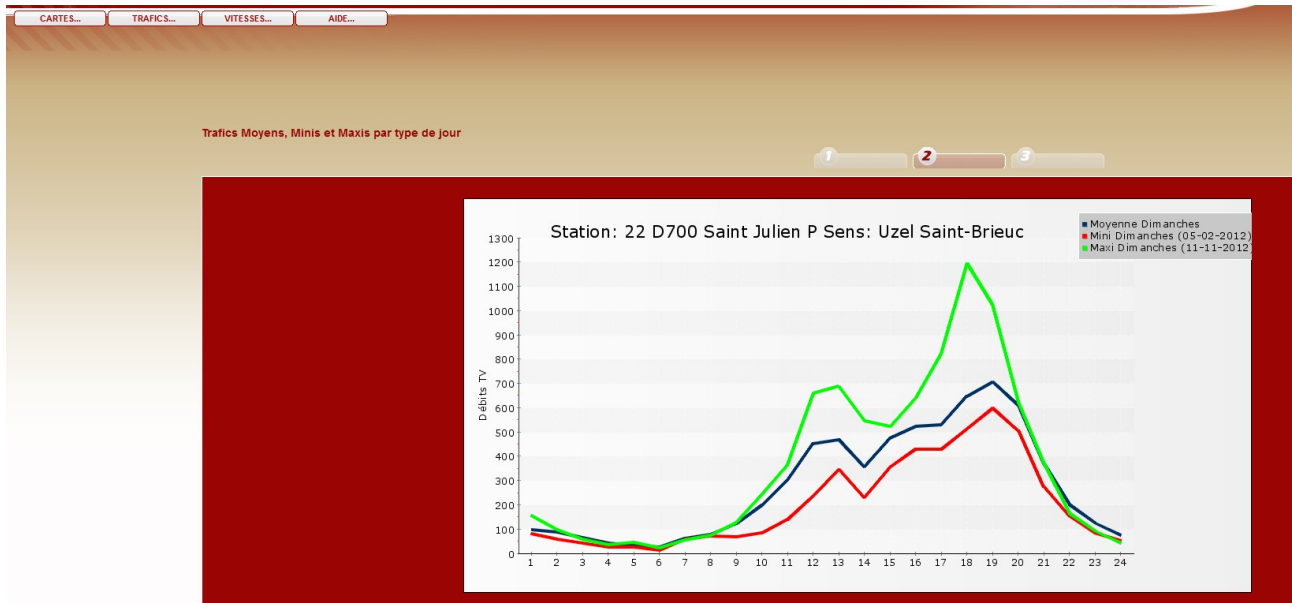 CARTES... TRAFICS... VITESSES... AIDE...
Trafics Moyens, Minis et Maxis par type de jour
1 2 3
Station: 22 D700 Saint Julien P Sens: Uzel Saint-Brieuc
Moyenne Dimanches
Mini Dimanches (05-02-2012)
Maxi Dimanches (11-11-2012)
Débits TV
1300
1200
1100
1000
900
800
700
600
500
400
300
200
100
0
1 2 3 4 5 6 7 8 9 10 11 12 13 14 15 16 17 18 19 20 21 22 23 24